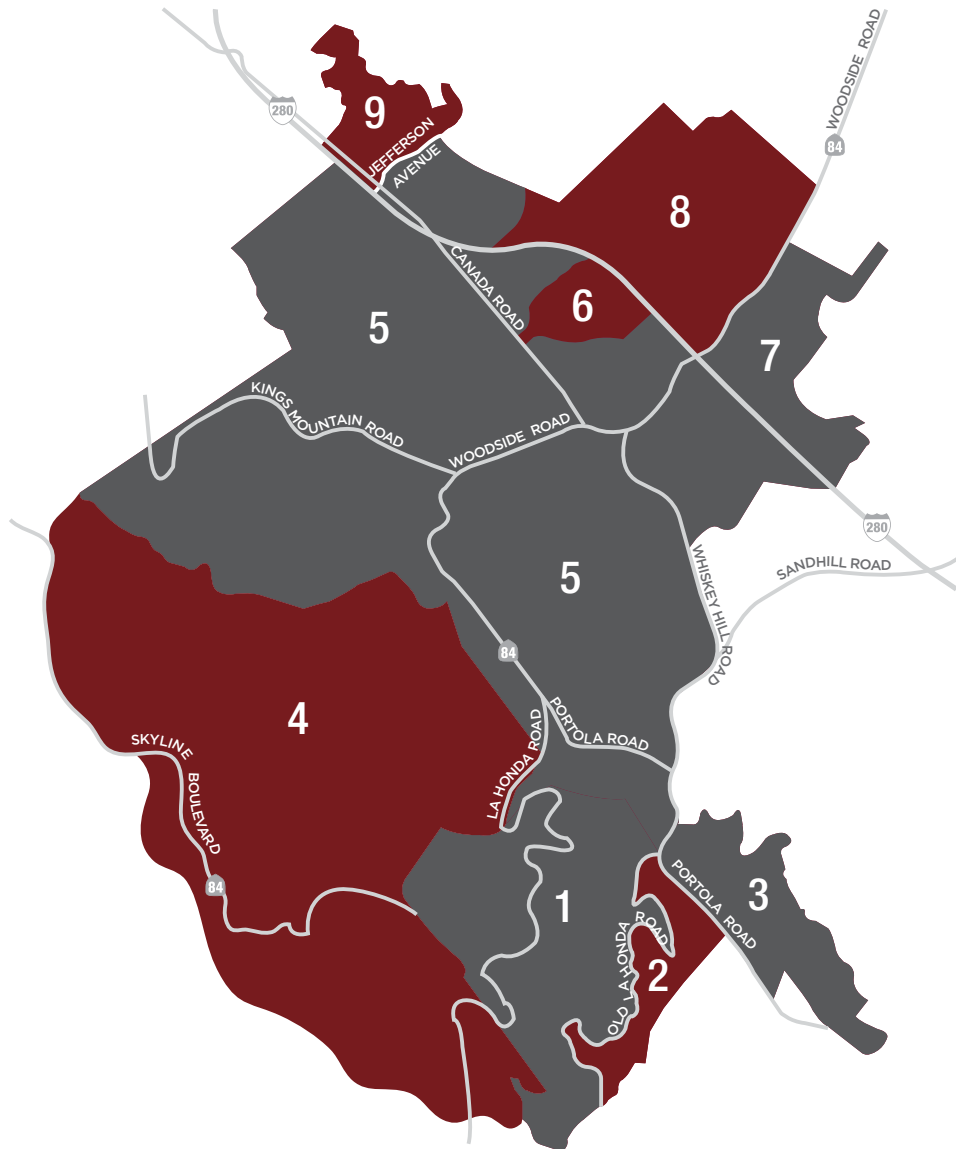 WOODSIDE ROAD
84
280
9
JEFFERSON
AVENUE
8
CANADA ROAD
6
5
7
KINGS MOUNTAIN ROAD
WOODSIDE ROAD
280
SANDHILL ROAD
WHISKEY HILL ROAD
5
84
4
PORTOLA ROAD
LA HONDA ROAD
SKYLINE
BOULEVARD
84
1
3
PORTOLA ROAD
OLD LA HONDA
ROAD
2